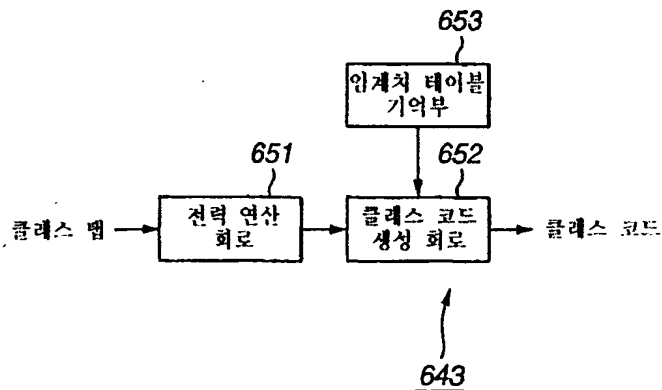 653
임계치 테이블
기억부
651
652
클래스 탭
전력 연산
회로
클래스 코드
생성 회로
클래스 코드
643